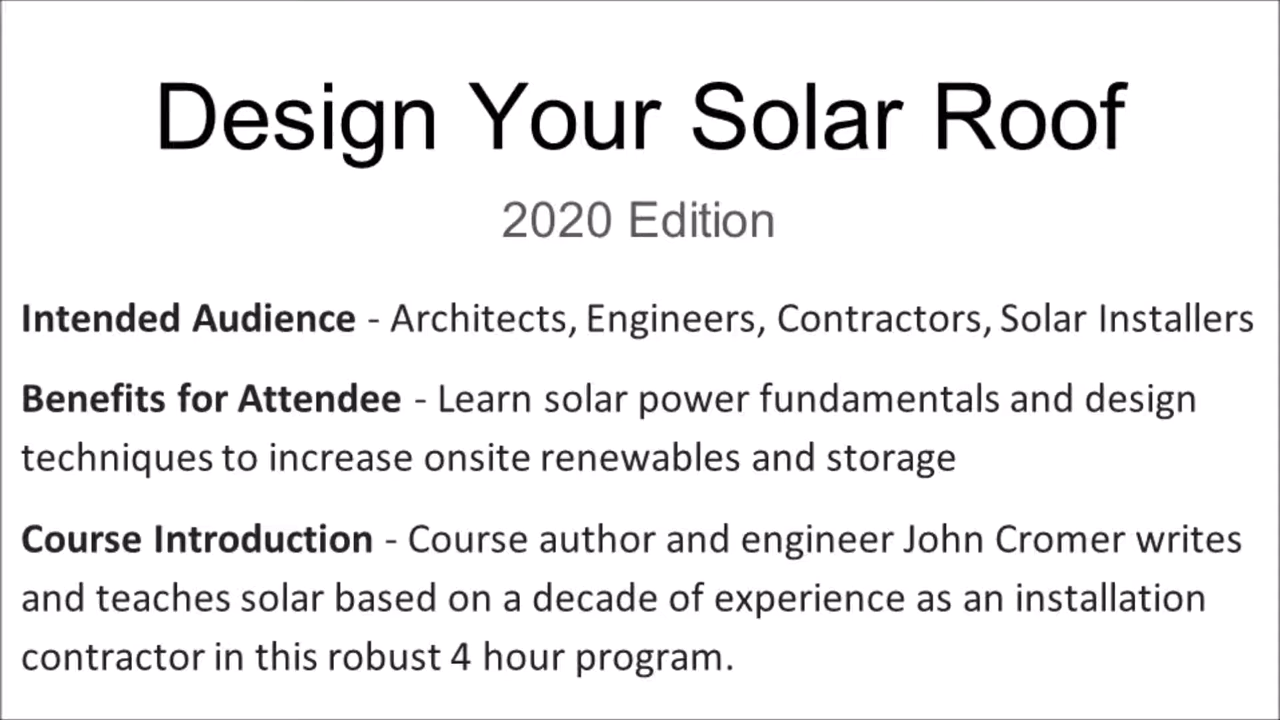 Design Your Solar Roof
2020 Edition
Intended Audience - Architects, Engineers, Contractors, Solar Installers
Benefits for Attendee - Learn solar power fundamentals and design
techniques to increase onsite renewables and storage
Course Introduction - Course author and engineer John Cromer writes
and teaches solar based on a decade of experience as an installation
contractor in this robust 4 hour program.